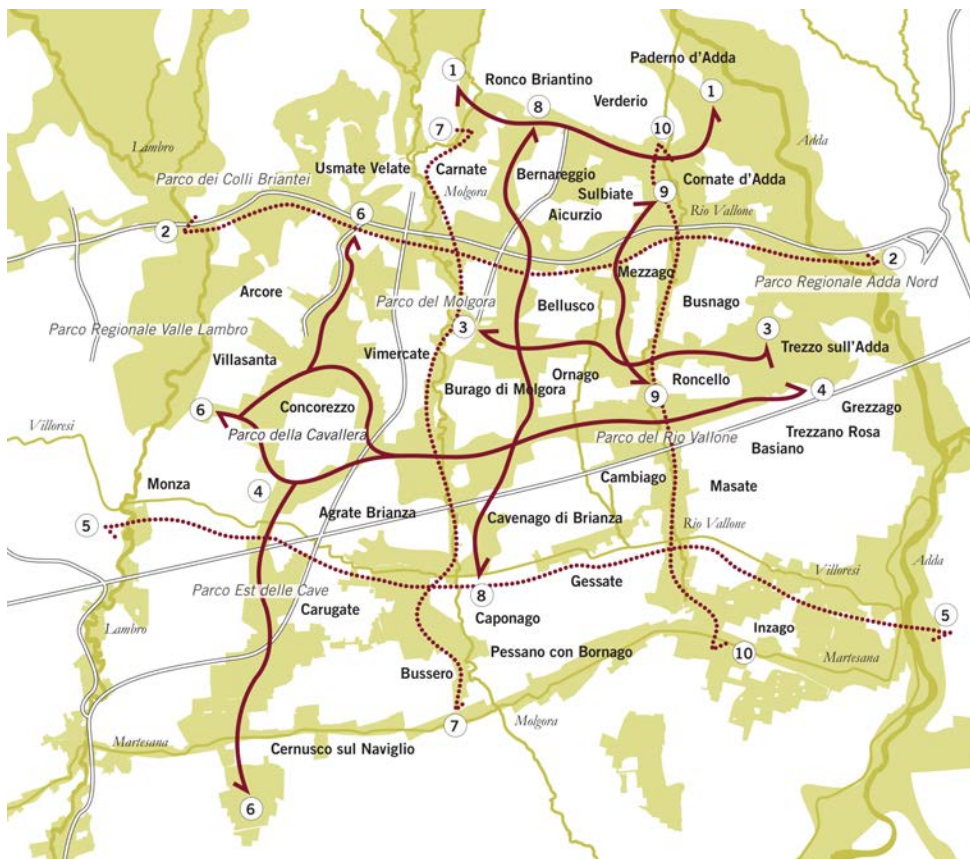 Paderno d'Adda
1
Ronco Briantino
1
8
Verderio
7
10
Adda
Lambro
Usmate Velate
Carnate
Bernareggio
Cornate d'Adda
Parco dei Colli Briantei
Molgora
Sulbiate
9
6
Aicurzio
Rio Vallone
2
2
Mezzago
Arcore
Parco Regionale Adda Nord
Parco del Molgora
Bellusco
Busnago
Parco Regionale Valle Lambro
3
3
Villasanta
Vimercate
Trezzo sull'Adda
Ornago
Roncello
Burago di Molgora
4
6
Concorezzo
9
Grezzago
Villoresi
Parco della Cavallera
Parco del Rio Vallone
Trezzano Rosa
Basiano
Monza
4
Cambiago
Masate
5
Agrate Brianza
Cavenago di Brianza
Rio Vallone
Adda
Villoresi
Gessate
Parco Est delle Cave
8
Carugate
Caponago
5
Lambro
Inzago
Pessano con Bornago
10
Martesana
Bussero
7
Molgora
Martesana
Cernusco sul Naviglio
6